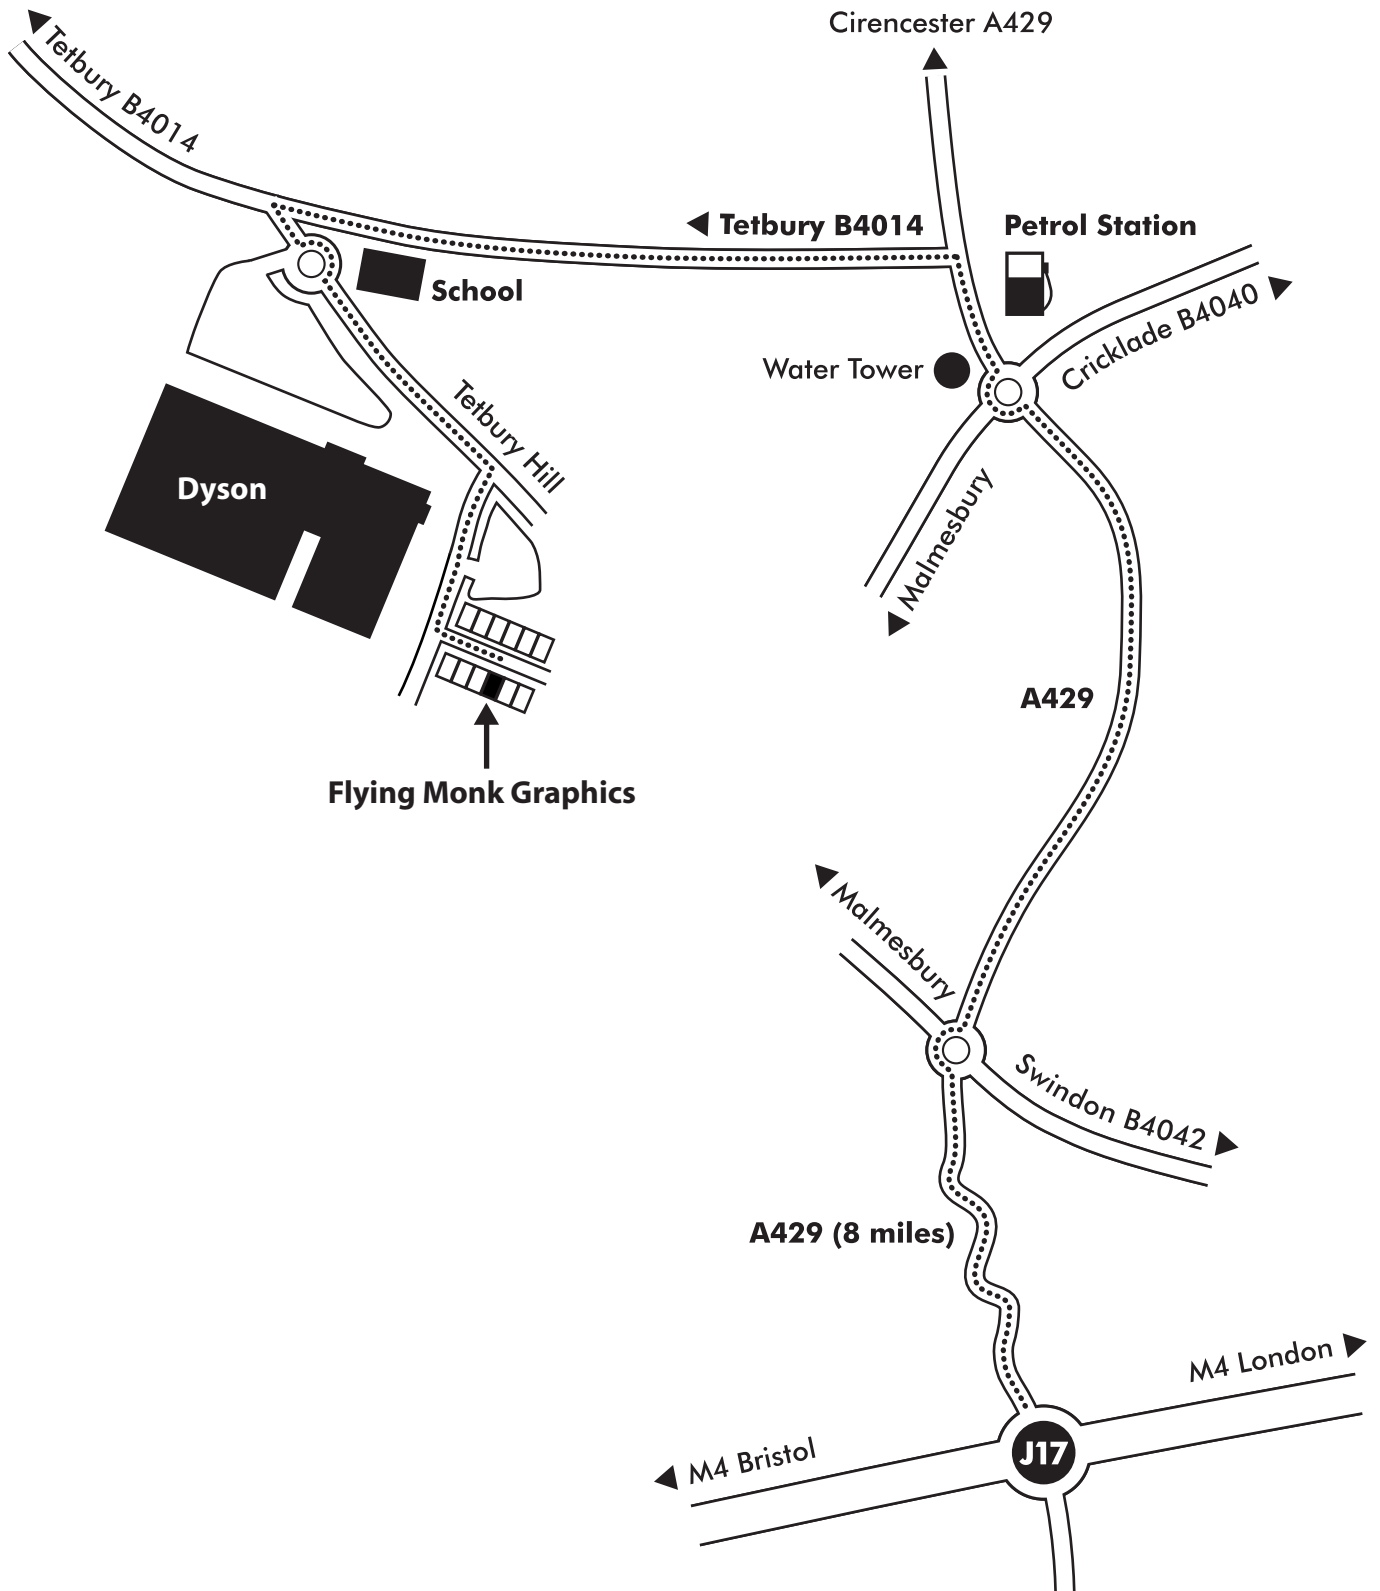 Cirencester A429
Tetbury B4014
Tetbury B4014
Petrol Station
School
Cricklade B4040
Water Tower
Tetbury Hill
Dyson
Malmesbury
A429
Flying Monk Graphics
Malmesbury
Swindon B4042
A429 (8 miles)
M4 London
J17
M4 Bristol